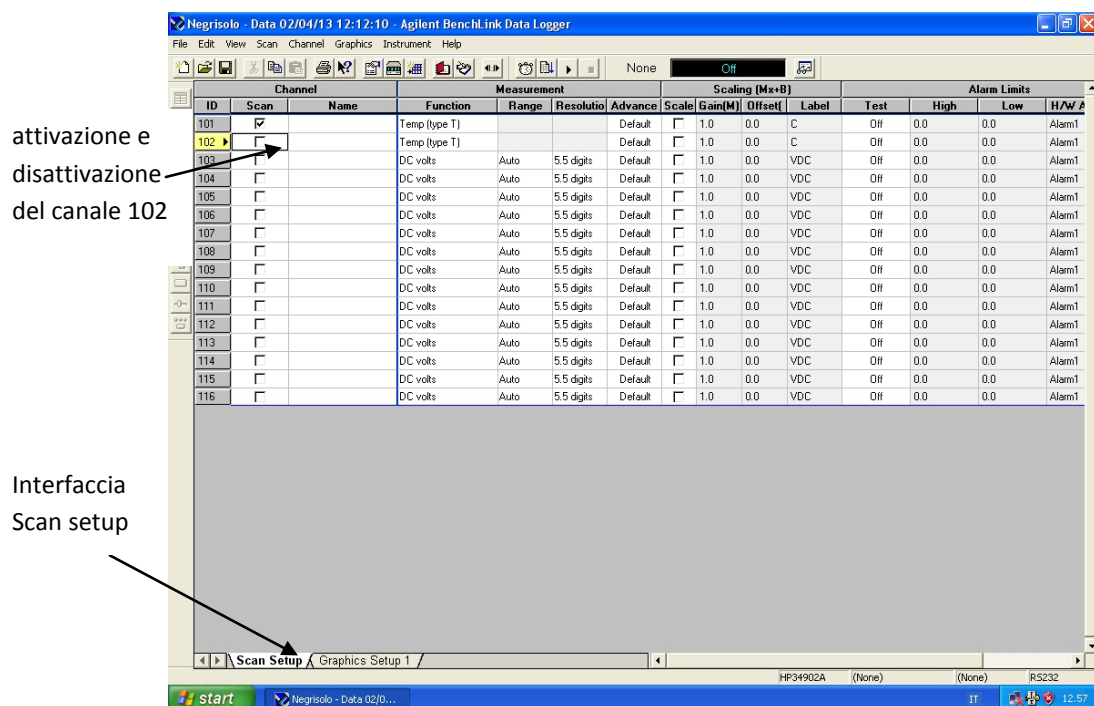 Negrisolo - Data 02/04/13 12:12:10 - Agilent BenchLink Data Logger
File Edit View Scan Channel Graphics Instrument Help
None Off
Channel Measurement Scaling (Mx+B) Alarm Limits
ID Scan Name Function Range Resolutio Advance Scale Gain(M) Offset( Label Test High Low H/W A
101 Temp (type T) Default 1.0 0.0 C Off 0.0 0.0 Alarm1
102 Temp (type T) Default 1.0 0.0 C Off 0.0 0.0 Alarm1
103 DC volts Auto 5.5 digits Default 1.0 0.0 VDC Off 0.0 0.0 Alarm1
104 DC volts Auto 5.5 digits Default 1.0 0.0 VDC Off 0.0 0.0 Alarm1
105 DC volts Auto 5.5 digits Default 1.0 0.0 VDC Off 0.0 0.0 Alarm1
106 DC volts Auto 5.5 digits Default 1.0 0.0 VDC Off 0.0 0.0 Alarm1
107 DC volts Auto 5.5 digits Default 1.0 0.0 VDC Off 0.0 0.0 Alarm1
108 DC volts Auto 5.5 digits Default 1.0 0.0 VDC Off 0.0 0.0 Alarm1
109 DC volts Auto 5.5 digits Default 1.0 0.0 VDC Off 0.0 0.0 Alarm1
110 DC volts Auto 5.5 digits Default 1.0 0.0 VDC Off 0.0 0.0 Alarm1
111 DC volts Auto 5.5 digits Default 1.0 0.0 VDC Off 0.0 0.0 Alarm1
112 DC volts Auto 5.5 digits Default 1.0 0.0 VDC Off 0.0 0.0 Alarm1
113 DC volts Auto 5.5 digits Default 1.0 0.0 VDC Off 0.0 0.0 Alarm1
114 DC volts Auto 5.5 digits Default 1.0 0.0 VDC Off 0.0 0.0 Alarm1
115 DC volts Auto 5.5 digits Default 1.0 0.0 VDC Off 0.0 0.0 Alarm1
116 DC volts Auto 5.5 digits Default 1.0 0.0 VDC Off 0.0 0.0 Alarm1
attivazione e
disattivazione
del canale 102
Interfaccia
Scan setup
Scan Setup Graphics Setup 1
HP34902A (None) (None) RS232
start Negrisolo - Data 02/0... IT 12.57